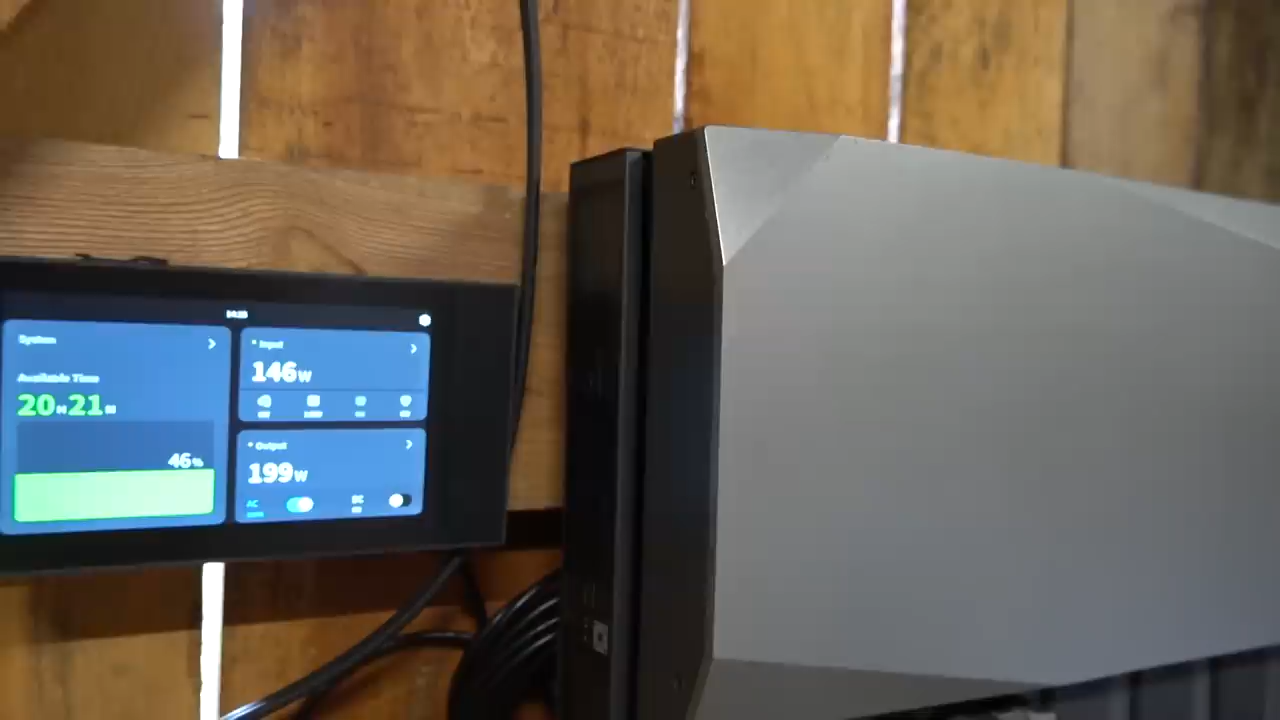 System
Available Time
20H21M
46%
* Input
146W
* Output
199W
AC
DC